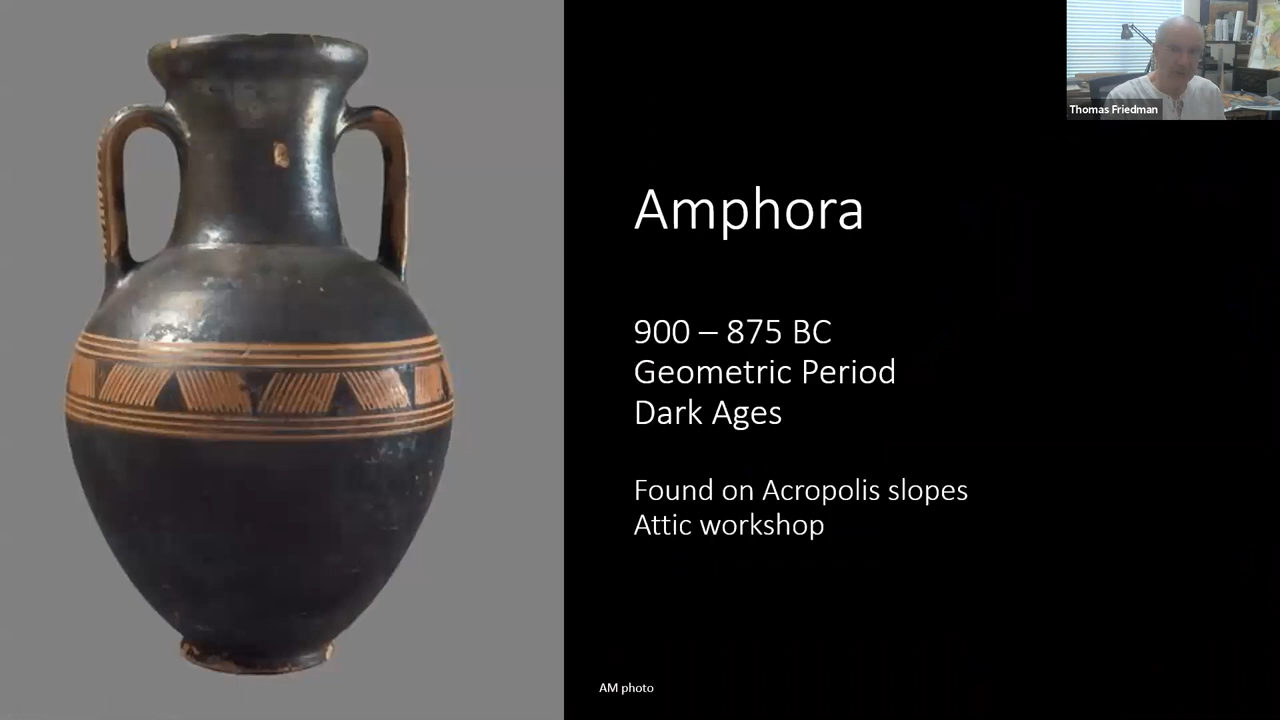 Thomas Friedman
Amphora
900 – 875 BC
Geometric Period
Dark Ages
Found on Acropolis slopes
Attic workshop
AM photo